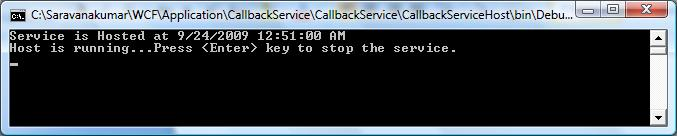 C:\Saravanakumar\WCF\Application\CallbackService\CallbackService\CallbackServiceHost\bin\Debu...
Service is Hosted at 9/24/2009 12:51:00 AM
Host is running...Press <Enter> key to stop the service.